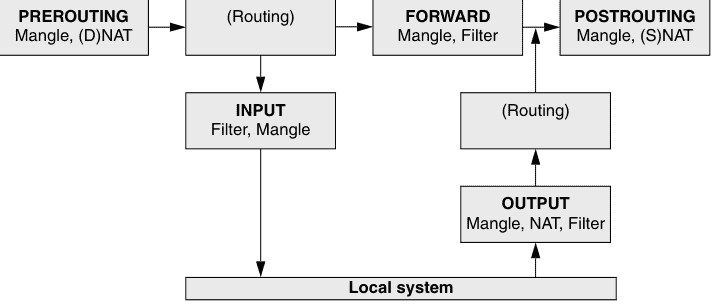 PREROUTING
Mangle, (D)NAT
(Routing)
FORWARD
Mangle, Filter
POSTROUTING
Mangle, (S)NAT
INPUT
Filter, Mangle
(Routing)
OUTPUT
Mangle, NAT, Filter
Local system